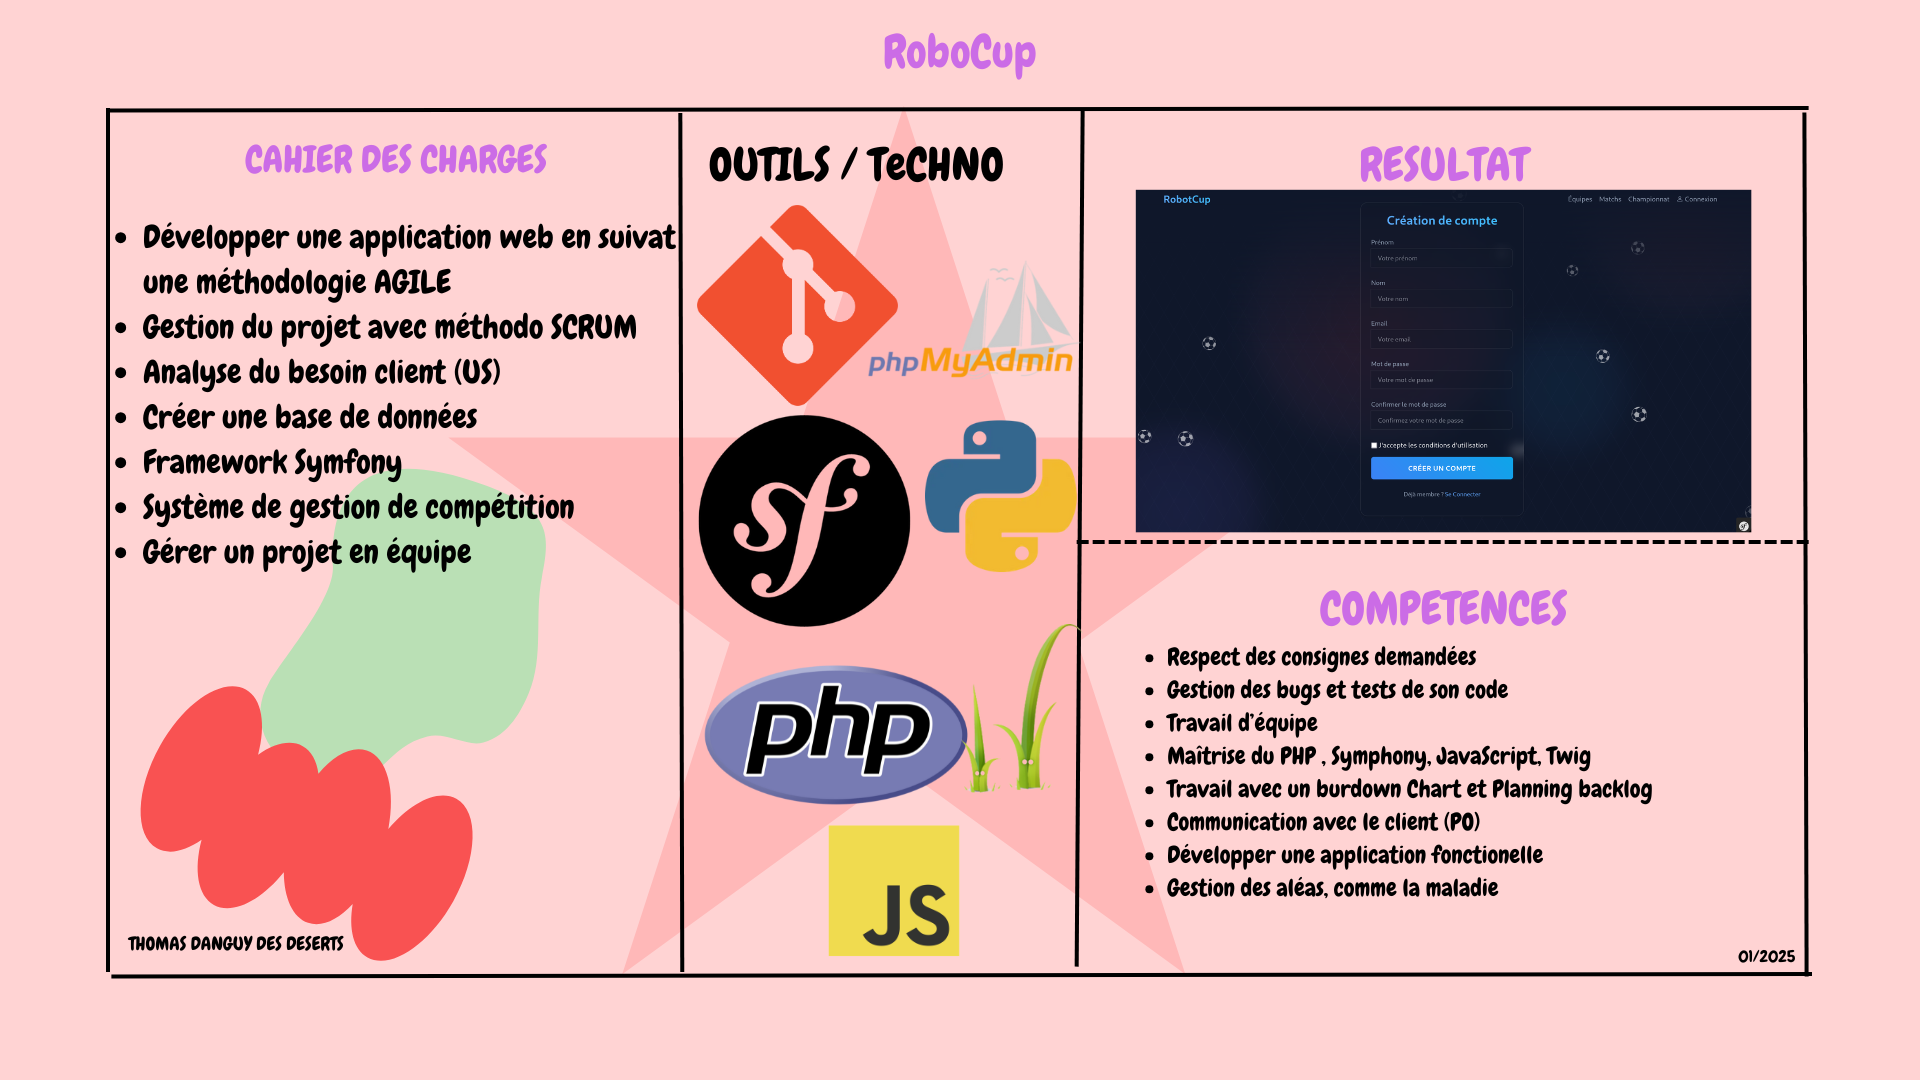 RoboCup
CAHIER DES CHARGES
• Développer une application web en suivat
une méthodologie AGILE
• Gestion du projet avec méthodo SCRUM
• Analyse du besoin client (US)
• Créer une base de données
• Framework Symfony
• Système de gestion de compétition
• Gérer un projet en équipe
THOMAS DANGUY DES DESERTS
OUTILS / TeCHNO
phpMyAdmin
sf
php
JS
RESULTAT
RobotCup
Équipes Matchs Championnat Connexion
Création de compte
Prénom
Votre prénom
Nom
Votre nom
Email
Votre email
Mot de passe
Votre mot de passe
Confirmer le mot de passe
Confirmez votre mot de passe
J'accepte les conditions d'utilisation
CRÉER UN COMPTE
Déjà membre ? Se Connecter
COMPETENCES
• Respect des consignes demandées
• Gestion des bugs et tests de son code
• Travail d'équipe
• Maîtrise du PHP , Symphony, JavaScript, Twig
• Travail avec un burdown Chart et Planning backlog
• Communication avec le client (PO)
• Développer une application fonctionelle
• Gestion des aléas, comme la maladie
01/2025